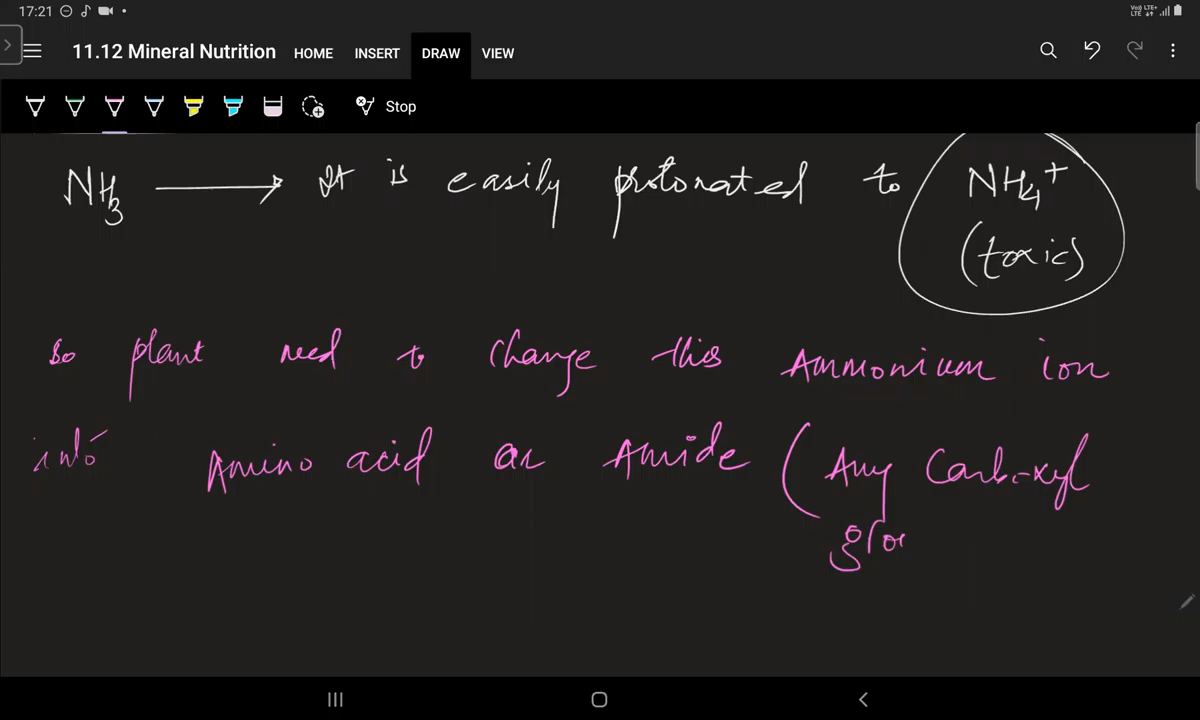 17:21
11.12 Mineral Nutrition HOME INSERT DRAW VIEW
Stop
NH3 → It is easily protonated to NH4+
(toxic)
so plant need to change this Ammonium ion
into Amino acid or Amide ( Any Carboxyl
grou